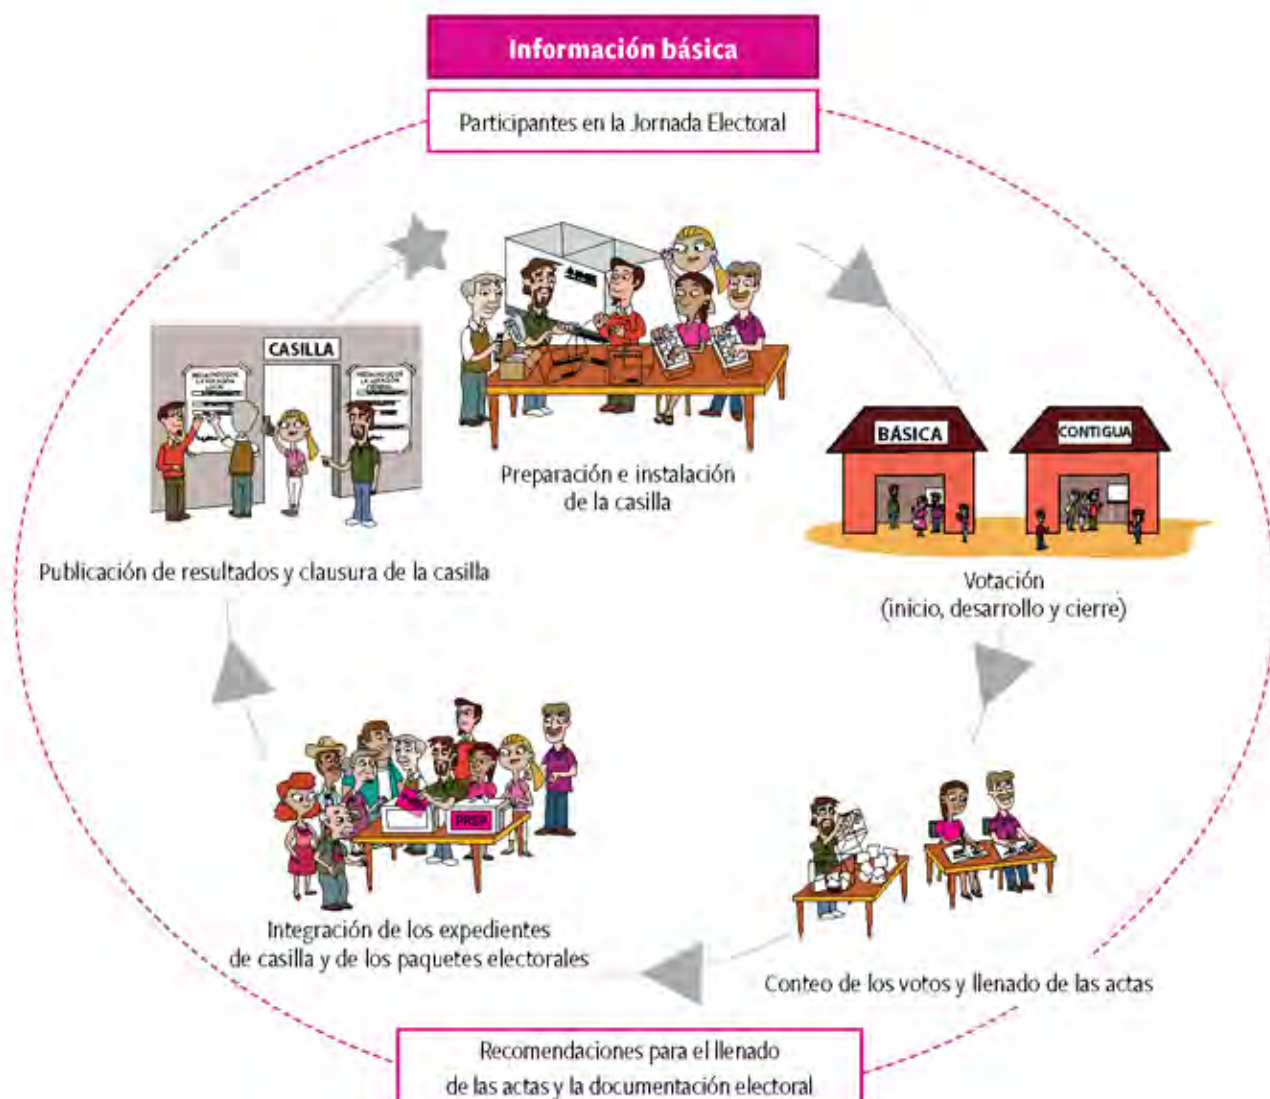 Información básica
Participantes en la Jornada Electoral
CASILLA
Preparación e instalación
de la casilla
BÁSICA
CONTIGUA
Publicación de resultados y clausura de la casilla
Votación
(inicio, desarrollo y cierre)
PREP
Integración de los expedientes
de casilla y de los paquetes electorales
Conteo de los votos y llenado de las actas
Recomendaciones para el llenado
de las actas y la documentación electoral